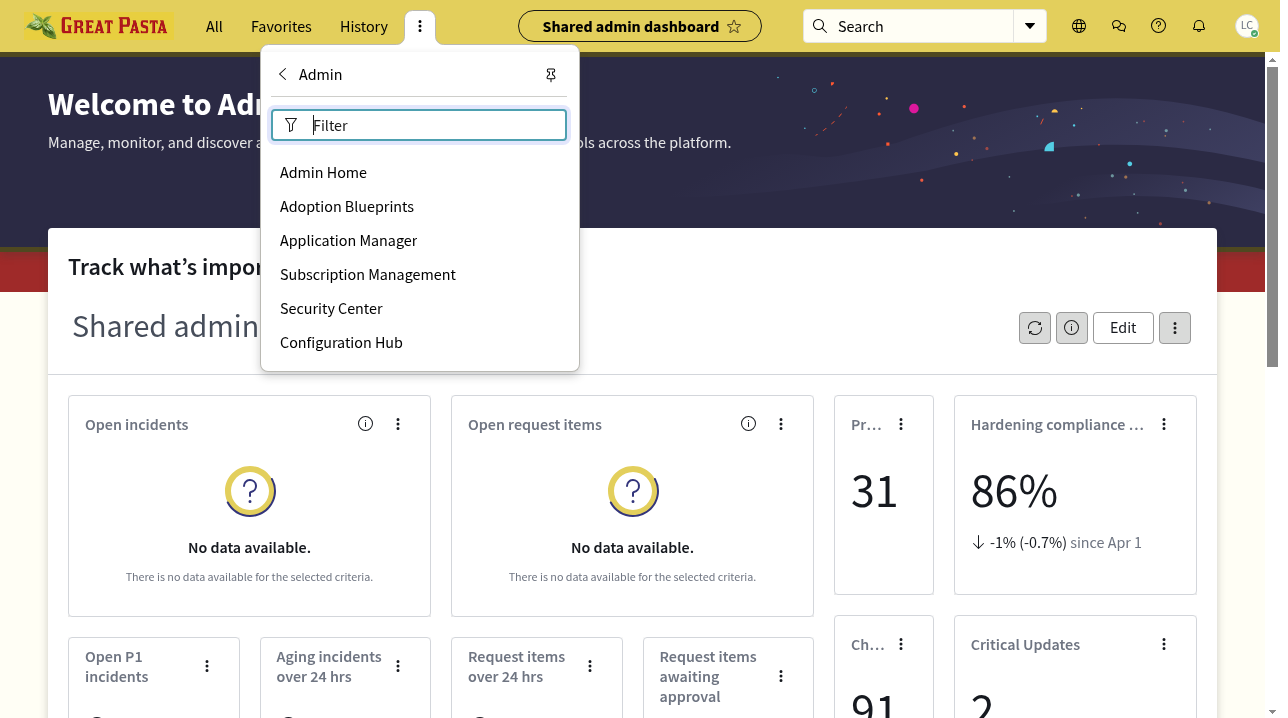 GREAT PASTA
All
Favorites
History
Shared admin dashboard
Search
LC
Admin
Filter
Admin Home
Adoption Blueprints
Application Manager
Subscription Management
Security Center
Configuration Hub
Welcome to
Manage, monitor, and discover
across the platform.
Track what's
Shared admin
Edit
Open incidents
No data available.
There is no data available for the selected criteria.
Open request items
No data available.
There is no data available for the selected criteria.
Pr...
31
Hardening compliance ...
86%
-1% (-0.7%) since Apr 1
Open P1
incidents
Aging incidents
over 24 hrs
Request items
over 24 hrs
Request items
awaiting
approval
Ch...
91
Critical Updates
2